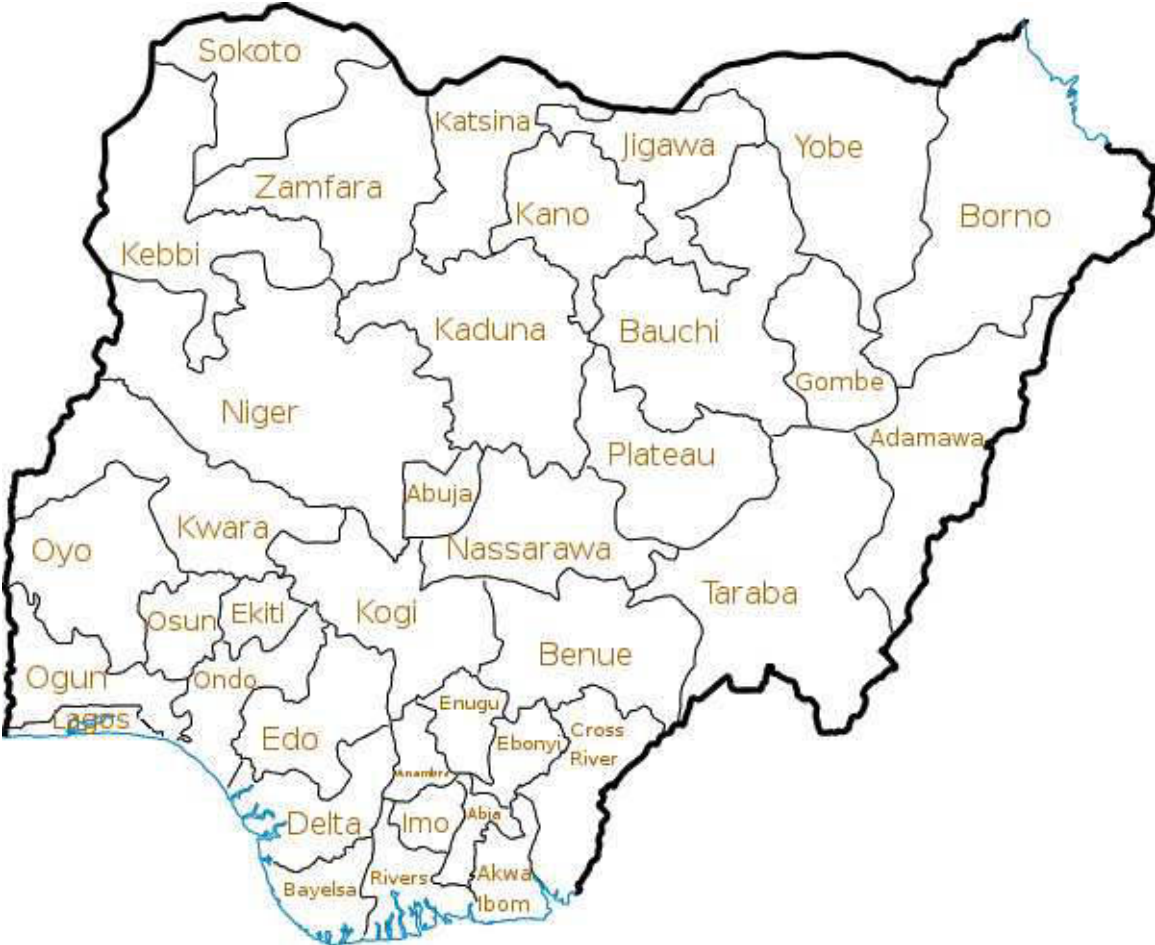 Sokoto
Katsina
Jigawa
Yobe
Zamfara
Kano
Borno
Kebbi
Kaduna
Bauchi
Gombe
Niger
Adamawa
Plateau
Abuja
Kwara
Nassarawa
Oyo
Taraba
Osun
Ekiti
Kogi
Benue
Ogun
Ondo
Enugu
Lagos
Edo
Ebonyi
Cross
River
Anambra
Delta
Imo
Abia
Bayelsa
Rivers
Akwa
Ibom